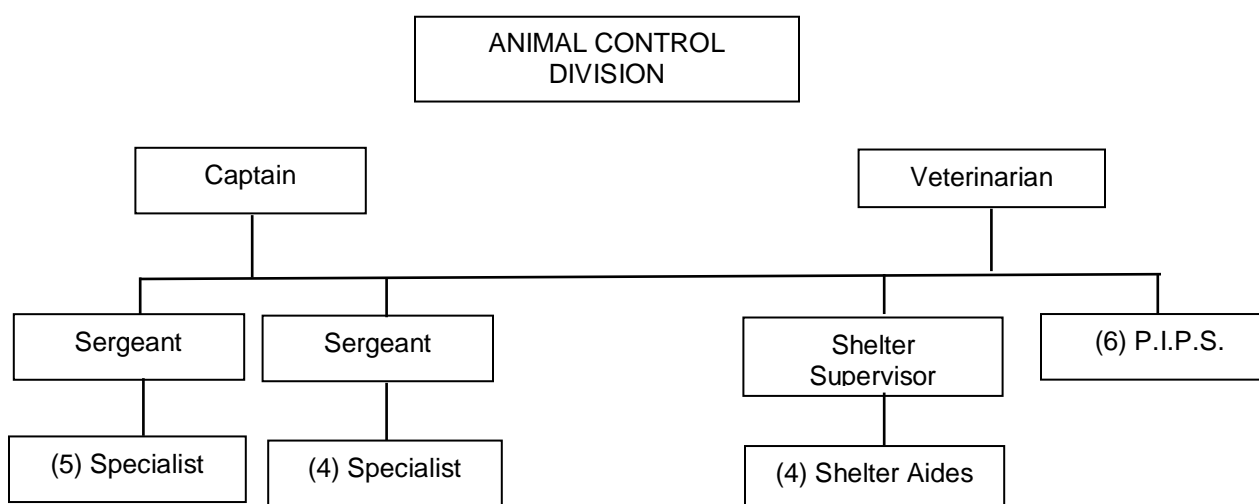 ANIMAL CONTROL
DIVISION
Captain
Veterinarian
Sergeant
Sergeant
Shelter
Supervisor
(6) P.I.P.S.
(5) Specialist
(4) Specialist
(4) Shelter Aides